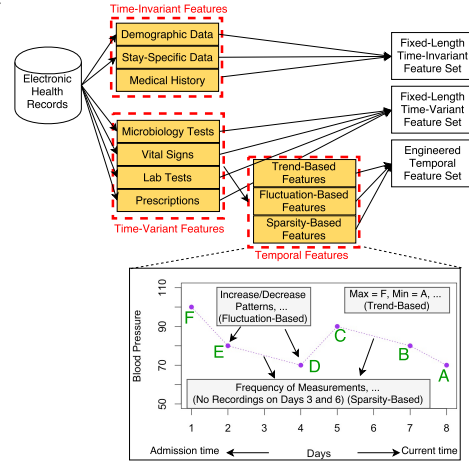 Time-Invariant Features
Demographic Data
Stay-Specific Data
Medical History
Electronic
Health
Records
Fixed-Length
Time-Invariant
Feature Set
Microbiology Tests
Vital Signs
Lab Tests
Prescriptions
Time-Variant Features
Fixed-Length
Time-Variant
Feature Set
Trend-Based
Features
Fluctuation-Based
Features
Sparsity-Based
Features
Temporal Features
Engineered
Temporal
Feature Set
Blood Pressure
110
90
70
50
Increase/Decrease
Patterns, ...
(Fluctuation-Based)
Max = F, Min = A, ...
(Trend-Based)
F
E
D
C
B
A
Frequency of Measurements, ...
(No Recordings on Days 3 and 6) (Sparsity-Based)
1 2 3 4 5 6 7 8
Admission time Days Current time